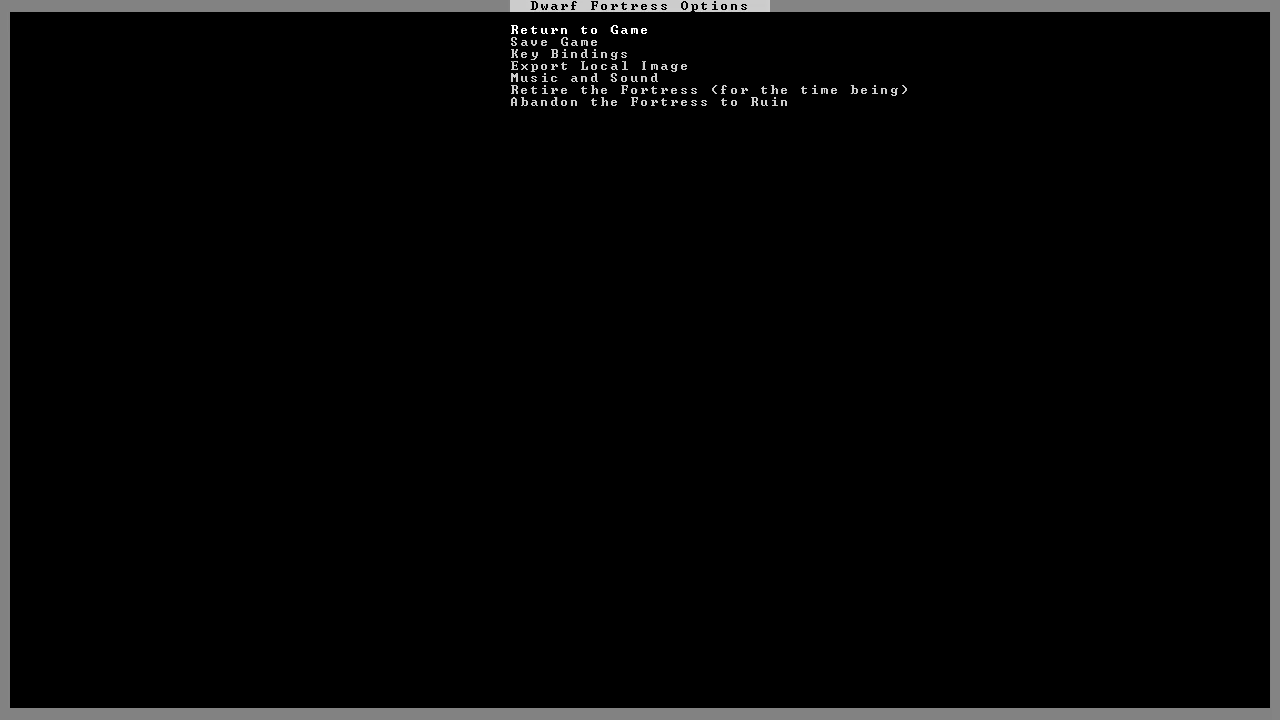 Dwarf Fortress Options
Return to Game
Save Game
Key Bindings
Export Local Image
Music and Sound
Retire the Fortress (for the time being)
Abandon the Fortress to Ruin